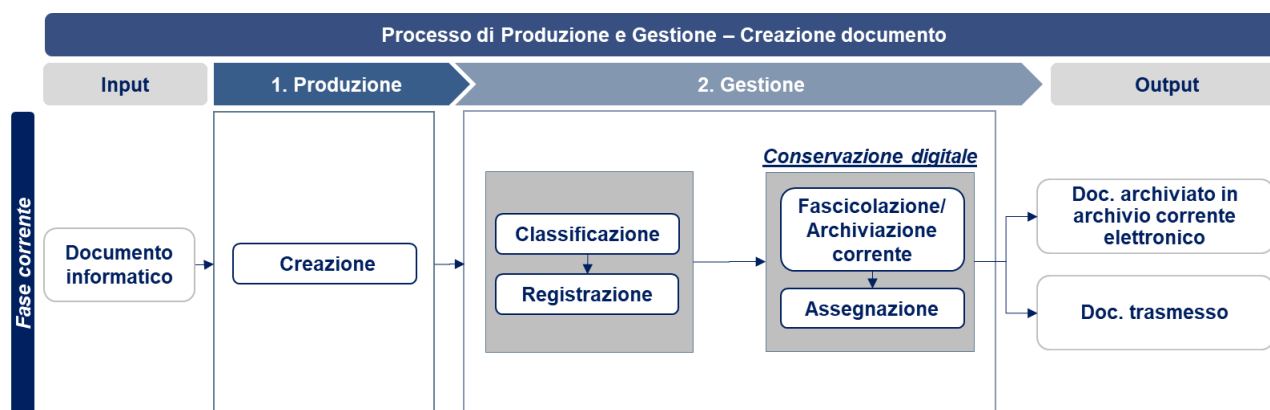 Processo di Produzione e Gestione – Creazione documento
Input
1. Produzione
2. Gestione
Output
Fase corrente
Documento
informatico
Creazione
Classificazione
Registrazione
Conservazione digitale
Fascicolazione/
Archiviazione
corrente
Assegnazione
Doc. archiviato in
archivio corrente
elettronico
Doc. trasmesso